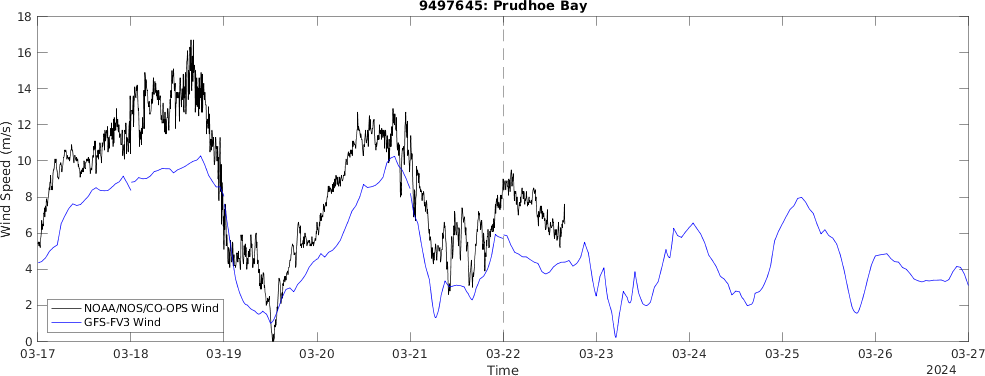 9497645: Prudhoe Bay
Wind Speed (m/s)
18
16
14
12
10
8
6
4
2
0
NOAA/NOS/CO-OPS Wind
GFS-FV3 Wind
03-17 03-18 03-19 03-20 03-21 03-22 03-23 03-24 03-25 03-26 03-27
Time
2024